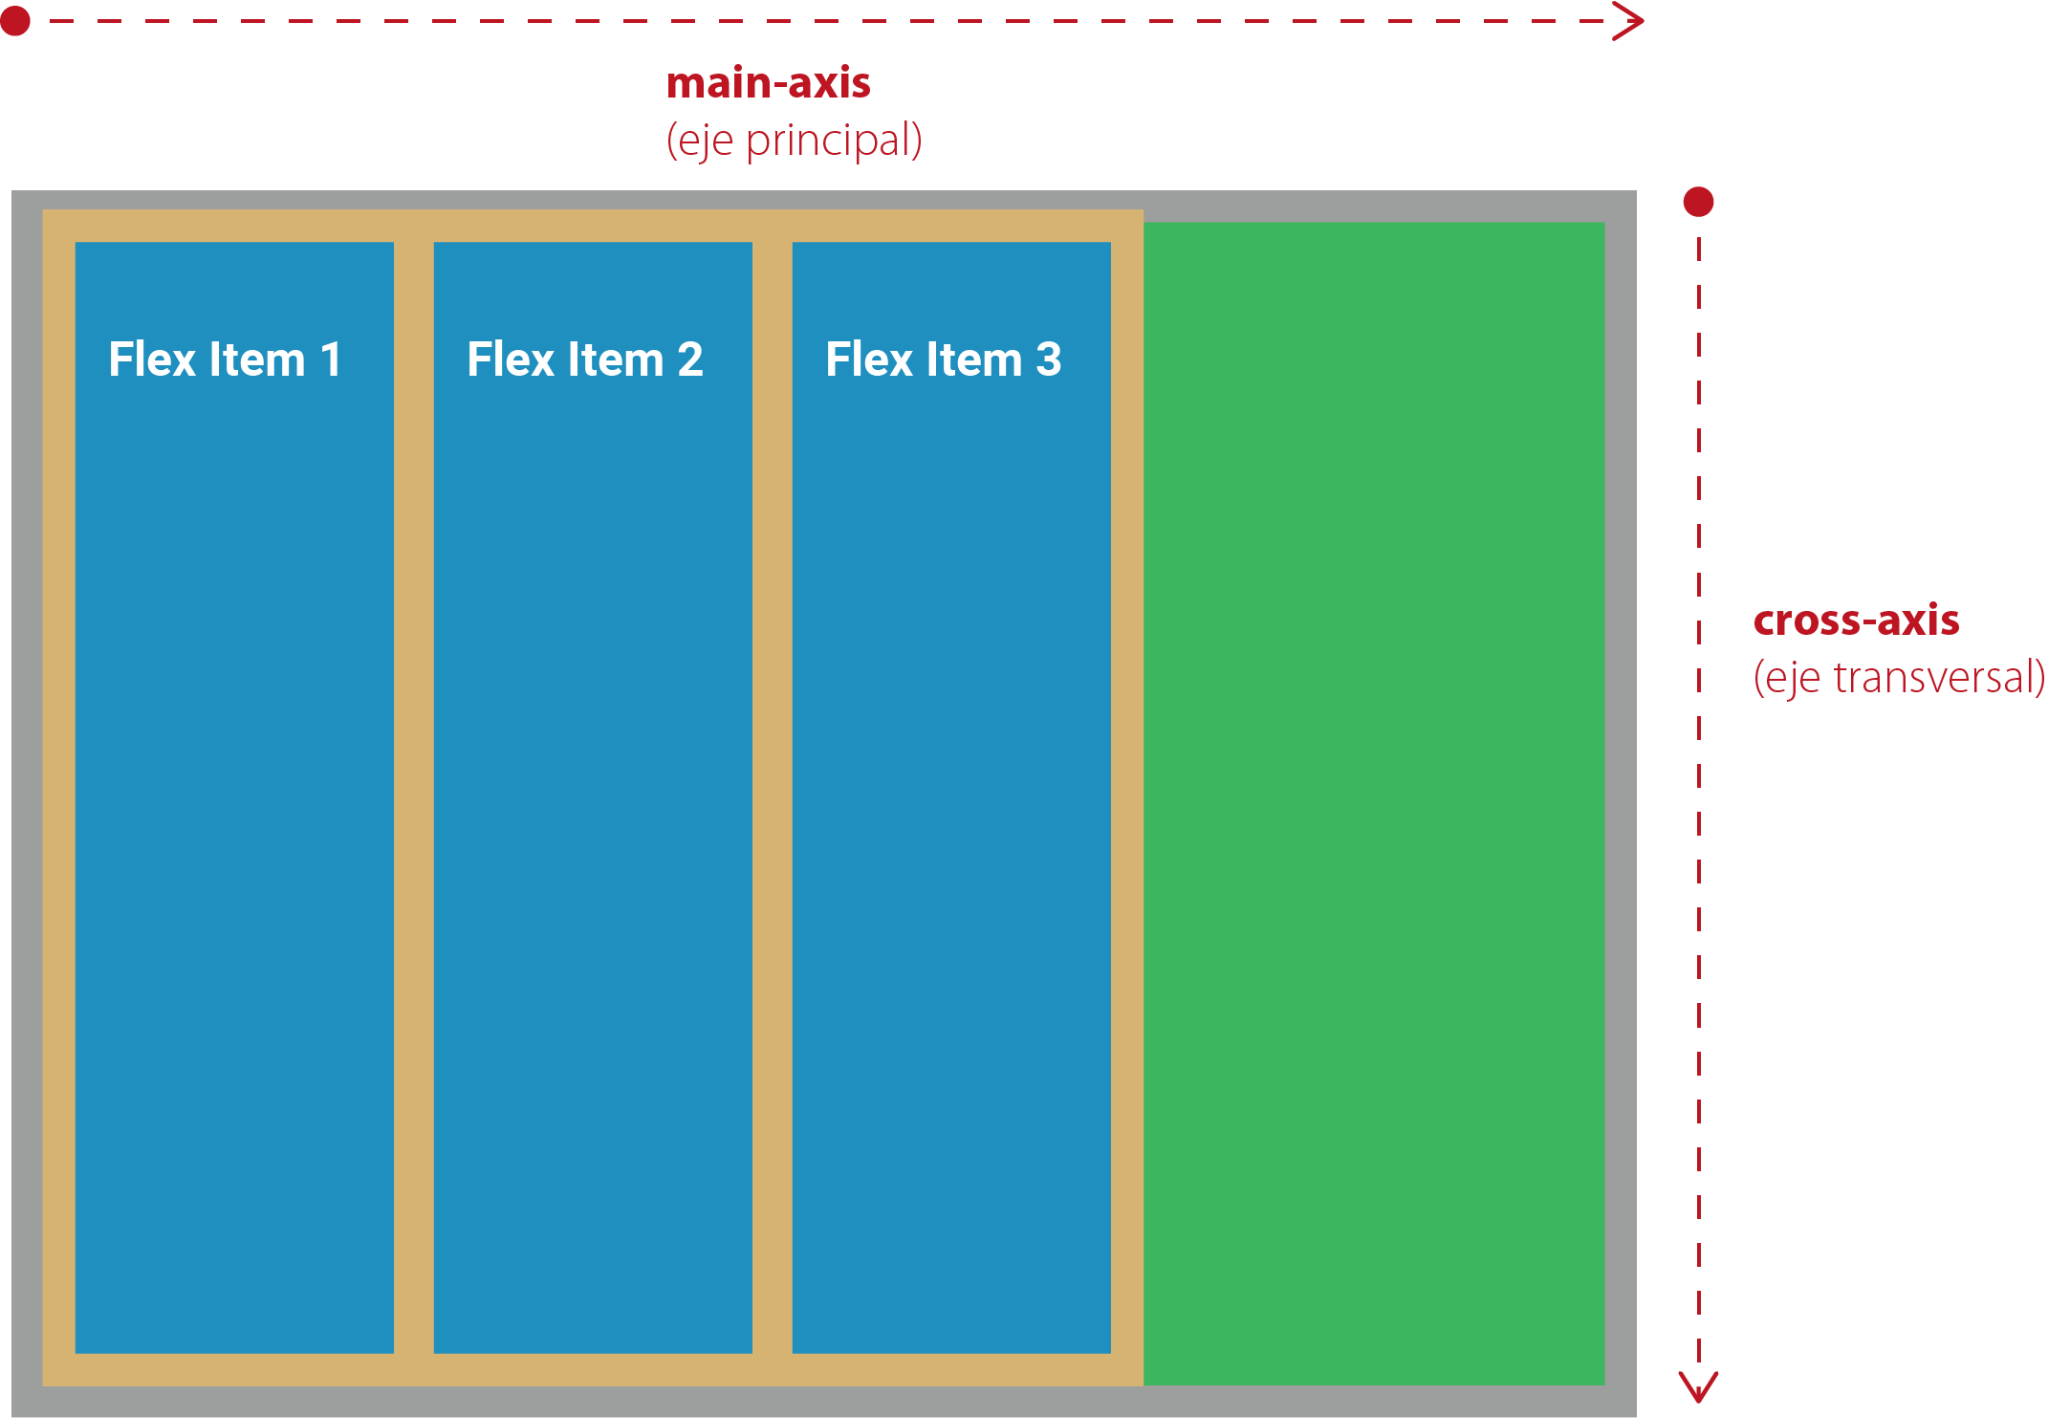 main-axis
(eje principal)
Flex Item 1
Flex Item 2
Flex Item 3
cross-axis
(eje transversal)